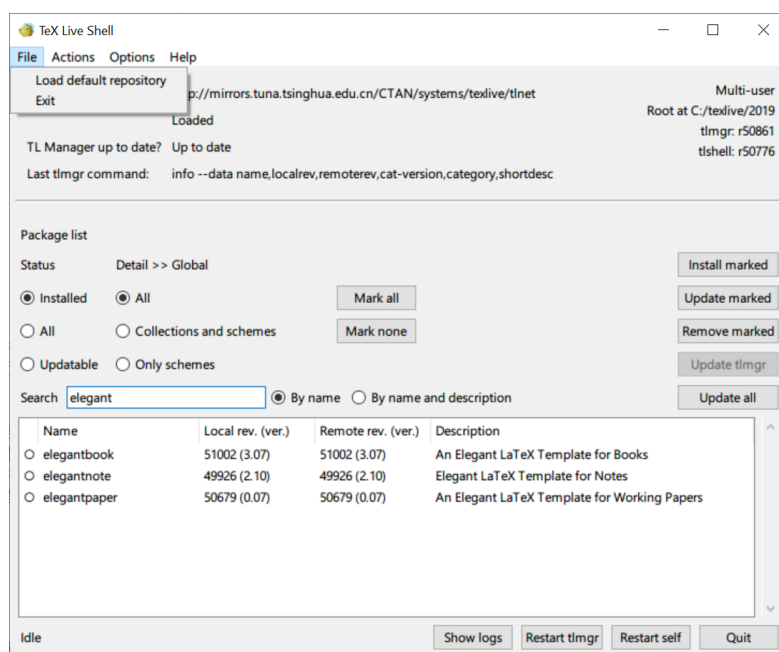 TeX Live Shell
File Actions Options Help
Load default repository
Exit
p://mirrors.tuna.tsinghua.edu.cn/CTAN/systems/texlive/tlnet
Multi-user
Loaded
Root at C:/texlive/2019
tlmgr: r50861
TL Manager up to date? Up to date
tlshell: r50776
Last tlmgr command: info --data name,localrev,remoterev,cat-version,category,shortdesc
Package list
Status Detail >> Global Install marked
Installed All Mark all Update marked
All Collections and schemes Mark none Remove marked
Updatable Only schemes Update tlmgr
Search elegant By name By name and description Update all
Name Local rev. (ver.) Remote rev. (ver.) Description
elegantbook 51002 (3.07) 51002 (3.07) An Elegant LaTeX Template for Books
elegantnote 49926 (2.10) 49926 (2.10) Elegant LaTeX Template for Notes
elegantpaper 50679 (0.07) 50679 (0.07) An Elegant LaTeX Template for Working Papers
Idle Show logs Restart tlmgr Restart self Quit